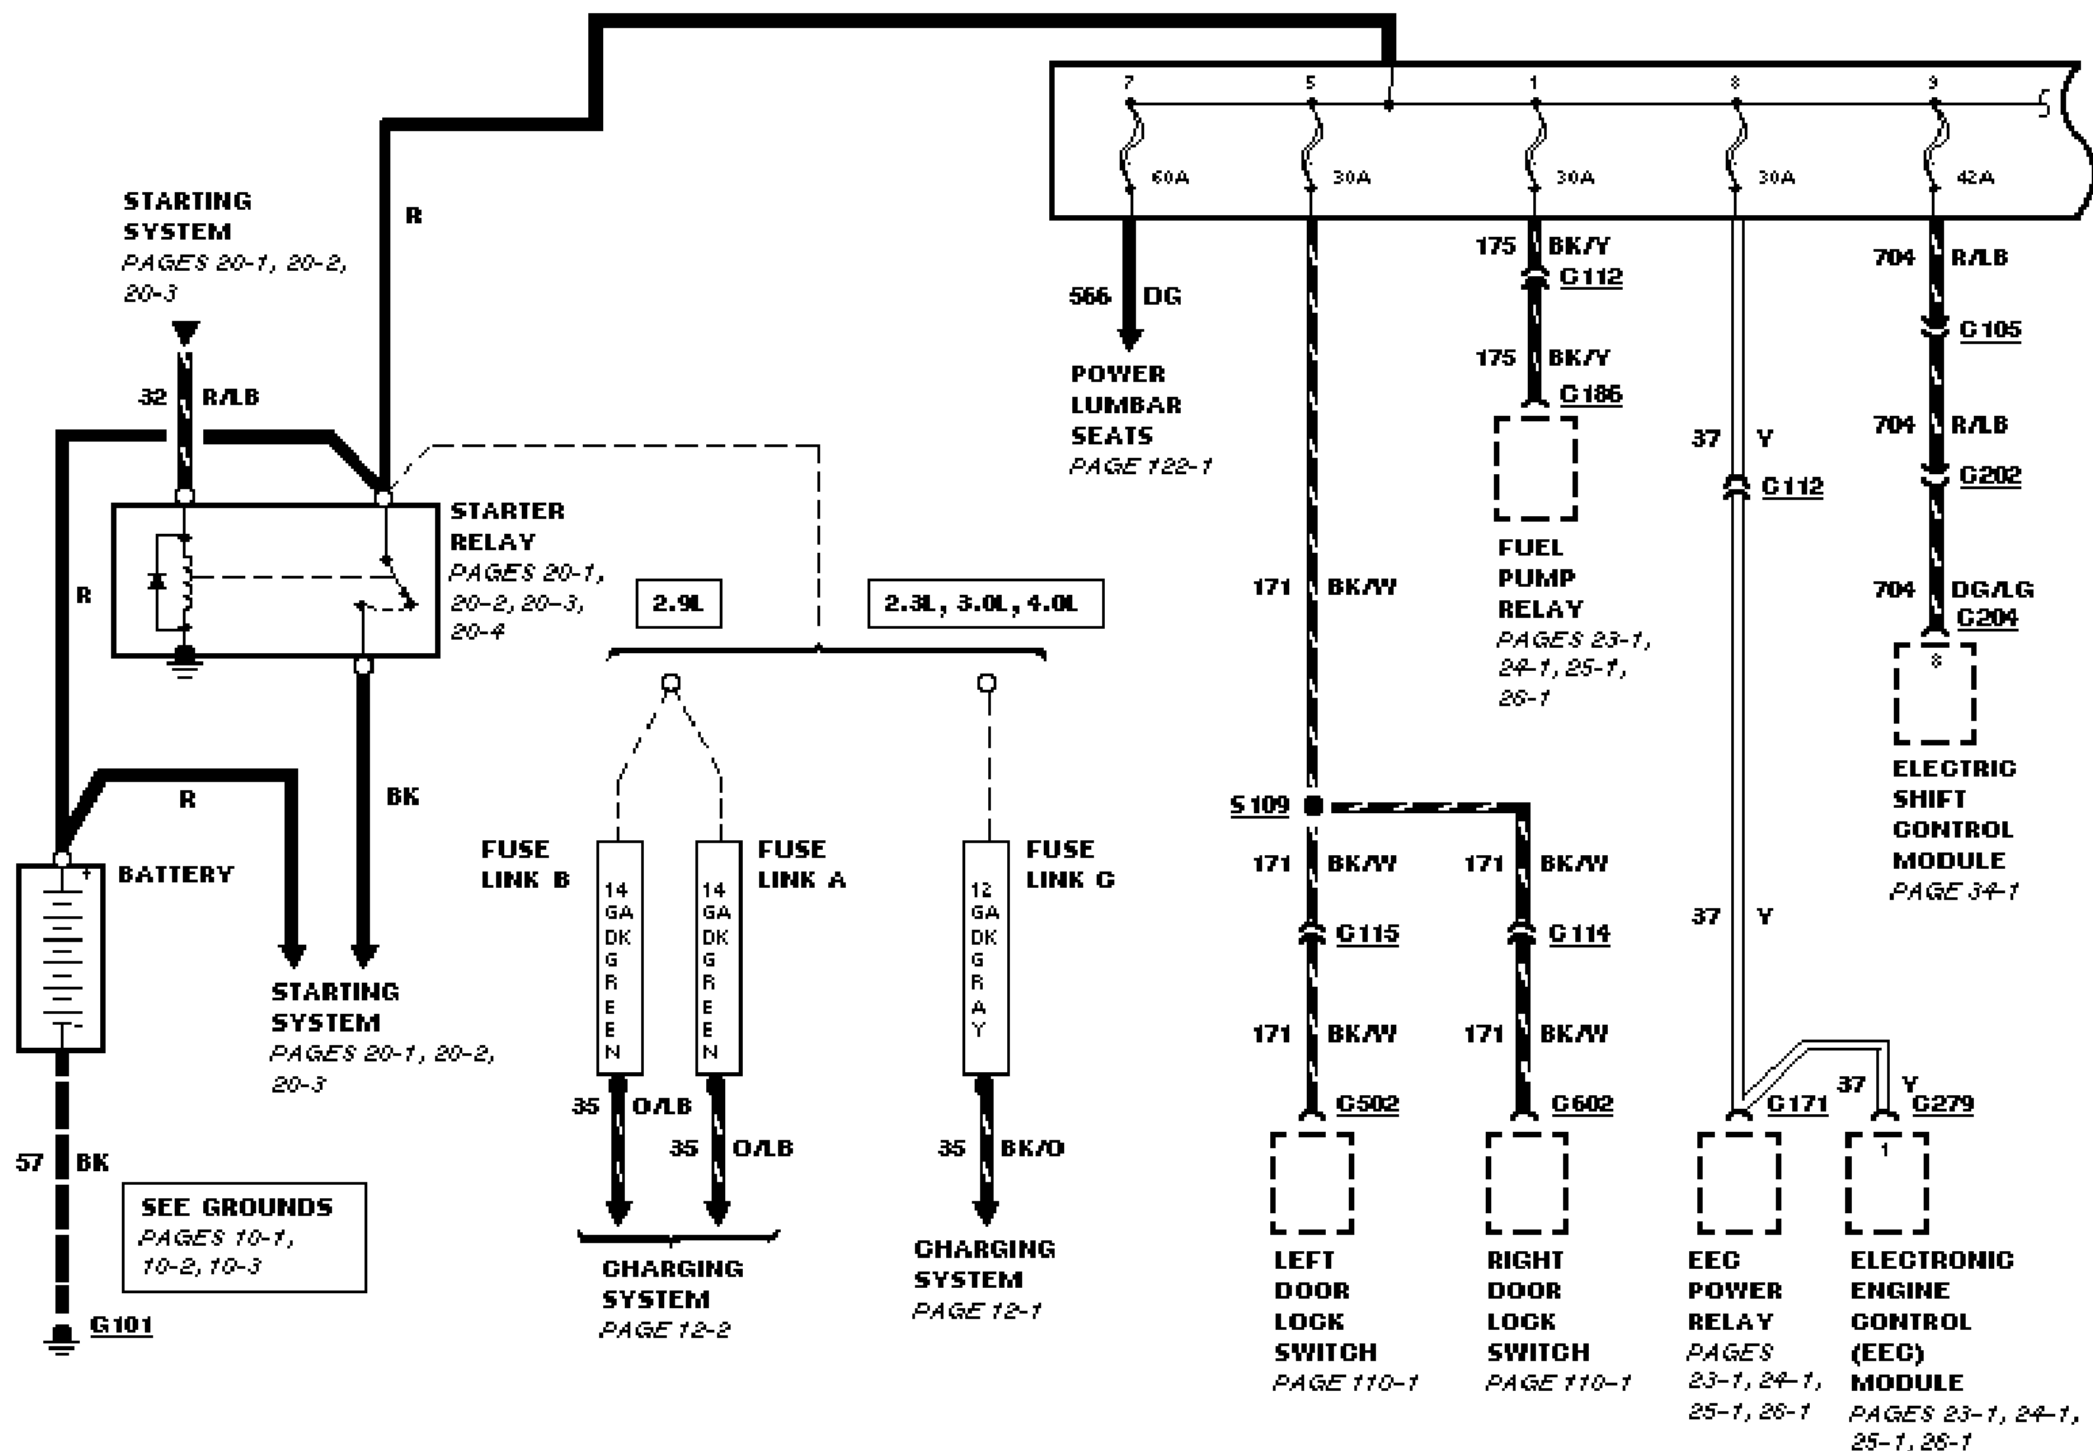 7
5
1
8
9
60A
30A
30A
30A
42A
STARTING
SYSTEM
PAGES 20-1, 20-2,
20-3
R
32 R/LB
566 DG
POWER
LUMBAR
SEATS
PAGE 122-1
175 BK/Y
C112
175 BK/Y
C186
FUEL
PUMP
RELAY
PAGES 23-1,
24-1, 25-1,
26-1
704 R/LB
C105
704 R/LB
C202
704 DG/LG
C204
8
ELECTRIC
SHIFT
CONTROL
MODULE
PAGE 34-1
37 Y
C112
37 Y
STARTER
RELAY
PAGES 20-1,
20-2, 20-3,
20-4
R
2.9L
2.3L, 3.0L, 4.0L
171 BK/W
S109
171 BK/W
171 BK/W
C115
C114
171 BK/W
171 BK/W
C502
C602
37 Y
C171
C279
1
R
BK
BATTERY
+
-
STARTING
SYSTEM
PAGES 20-1, 20-2,
20-3
FUSE
LINK B
14
GA
DK
G
R
E
E
N
14
GA
DK
G
R
E
E
N
FUSE
LINK A
12
GA
DK
G
R
A
Y
FUSE
LINK C
35 O/LB
35 O/LB
35 BK/O
57 BK
SEE GROUNDS
PAGES 10-1,
10-2, 10-3
G101
CHARGING
SYSTEM
PAGE 12-2
CHARGING
SYSTEM
PAGE 12-1
LEFT
DOOR
LOCK
SWITCH
PAGE 110-1
RIGHT
DOOR
LOCK
SWITCH
PAGE 110-1
EEC
POWER
RELAY
PAGES
23-1, 24-1,
25-1, 26-1
ELECTRONIC
ENGINE
CONTROL
(EEC)
MODULE
PAGES 23-1, 24-1,
25-1, 26-1